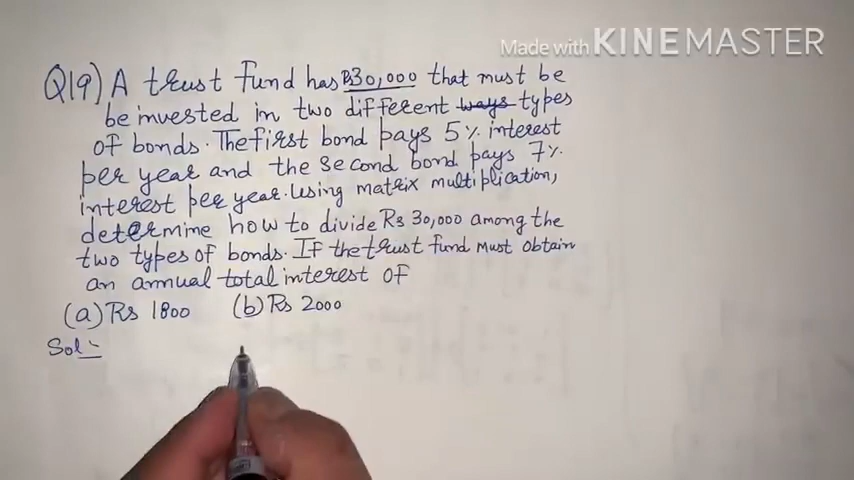 Made with KINEMASTER
Q19) A trust fund has Rs30,000 that must be
be invested in two different ways types
of bonds. The first bond pays 5% interest
per year and the second bond pays 7%
interest per year. Using matrix multiplication,
determine how to divide Rs 30,000 among the
two types of bonds. If the trust fund must obtain
an annual total interest of
(a) Rs 1800 (b) Rs 2000
Sol:-